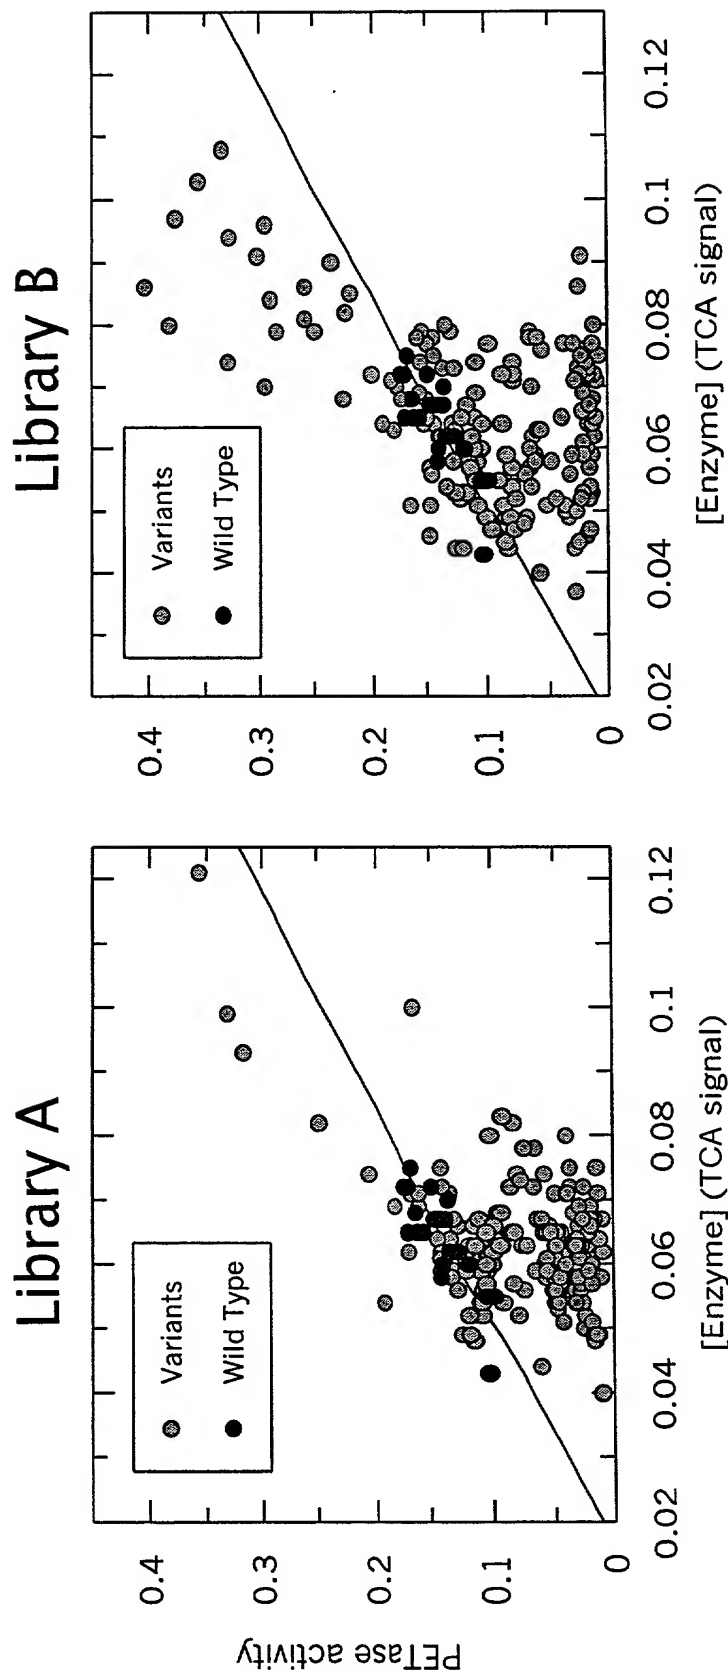 Library A
PETase activity
0.4
0.3
0.2
0.1
0
Variants
Wild Type
0.02
0.04
0.06
0.08
0.1
0.12
[Enzyme] (TCA signal)
Library B
0.4
0.3
0.2
0.1
0
Variants
Wild Type
0.02
0.04
0.06
0.08
0.1
0.12
[Enzyme] (TCA signal)